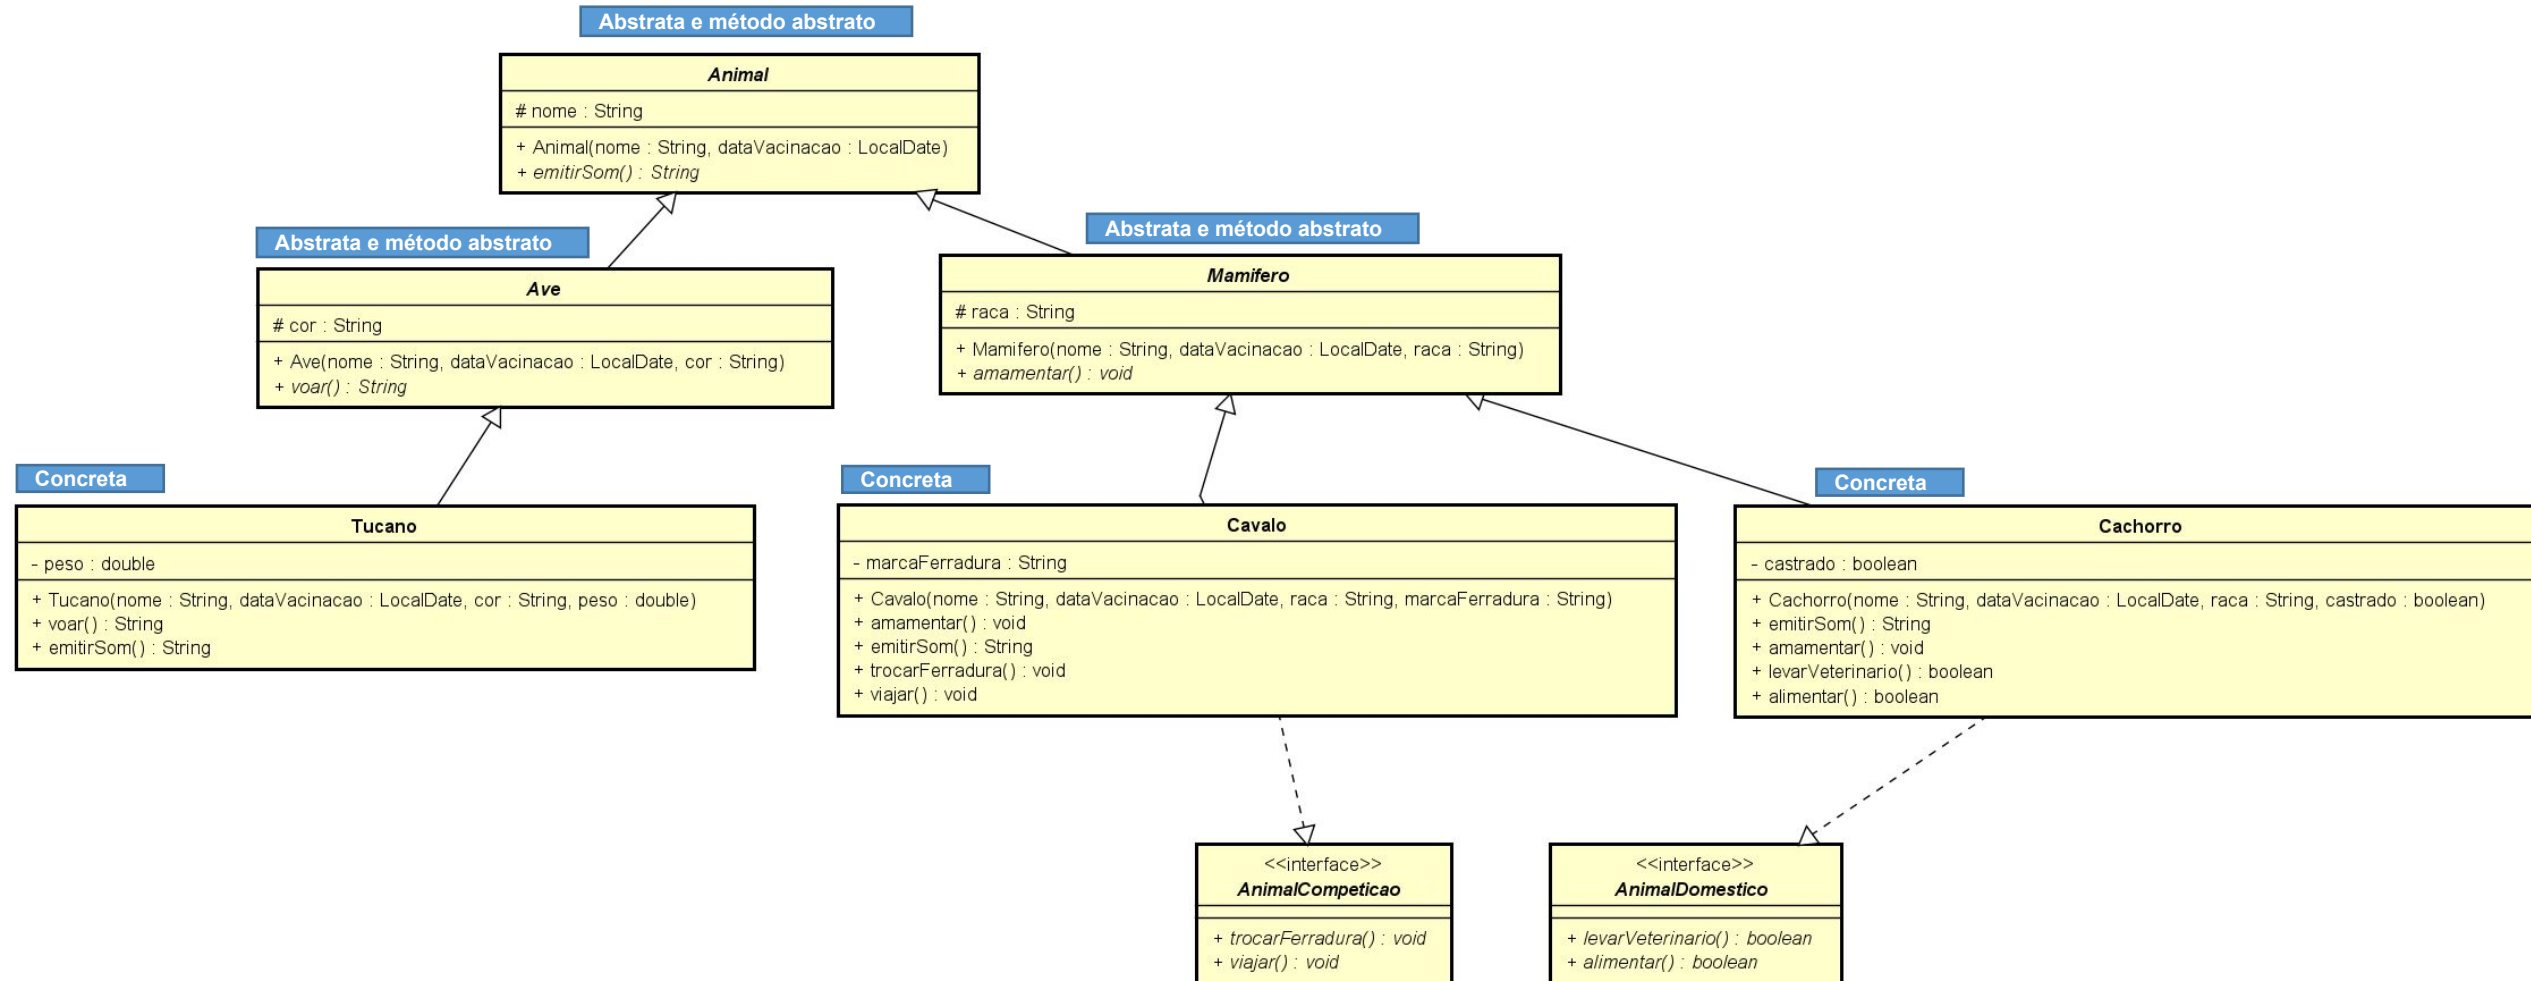 Abstrata e método abstrato
Animal
# nome : String
+ Animal(nome : String, dataVacinacao : LocalDate)
+ emitirSom() : String
Abstrata e método abstrato
Ave
# cor : String
+ Ave(nome : String, dataVacinacao : LocalDate, cor : String)
+ voar() : String
Abstrata e método abstrato
Mamifero
# raca : String
+ Mamifero(nome : String, dataVacinacao : LocalDate, raca : String)
+ amamentar() : void
Concreta
Tucano
- peso : double
+ Tucano(nome : String, dataVacinacao : LocalDate, cor : String, peso : double)
+ voar() : String
+ emitirSom() : String
Concreta
Cavalo
- marcaFerradura : String
+ Cavalo(nome : String, dataVacinacao : LocalDate, raca : String, marcaFerradura : String)
+ amamentar() : void
+ emitirSom() : String
+ trocarFerradura() : void
+ viajar() : void
Concreta
Cachorro
- castrado : boolean
+ Cachorro(nome : String, dataVacinacao : LocalDate, raca : String, castrado : boolean)
+ emitirSom() : String
+ amamentar() : void
+ levarVeterinario() : boolean
+ alimentar() : boolean
<<interface>>
AnimalCompeticao
+ trocarFerradura() : void
+ viajar() : void
<<interface>>
AnimalDomestico
+ levarVeterinario() : boolean
+ alimentar() : boolean